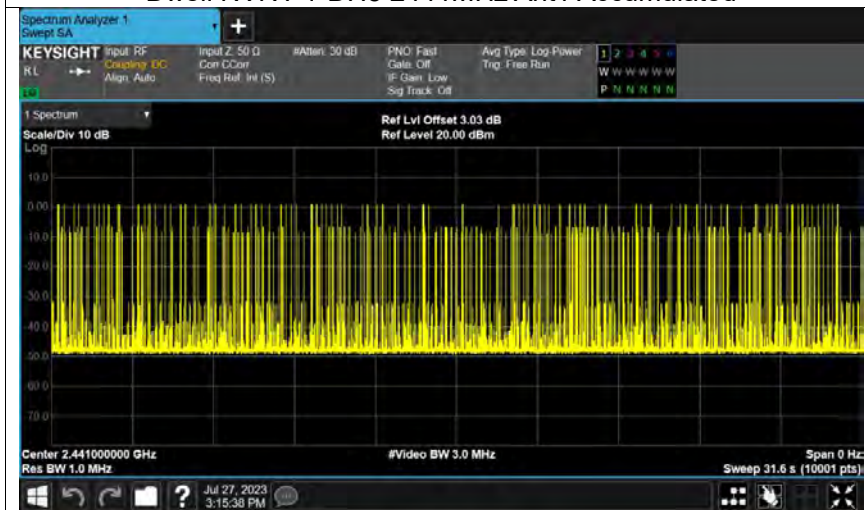 Spectrum Analyzer 1
Swept SA
+
KEYSIGHT Input: RF Input Z: 50 Ω #Atten: 30 dB PNO: Fast Avg Type: Log-Power 1 2 3 4 5 6
RL Coupling: DC Corr CCorr Gate: Off Trig: Free Run W W W W W W
Align: Auto Freq Ref: Int (S) IF Gain: Low
Sig Track: Off P N N N N N
1 Spectrum
Scale/Div 10 dB
Ref Lvl Offset 3.03 dB
Ref Level 20.00 dBm
Log
10.0
0.00
-10.0
-20.0
-30.0
-40.0
-50.0
-60.0
-70.0
Center 2.441000000 GHz #Video BW 3.0 MHz Span 0 Hz
Res BW 1.0 MHz Sweep 31.6 s (10001 pts)
? Jul 27, 2023
3:15:38 PM